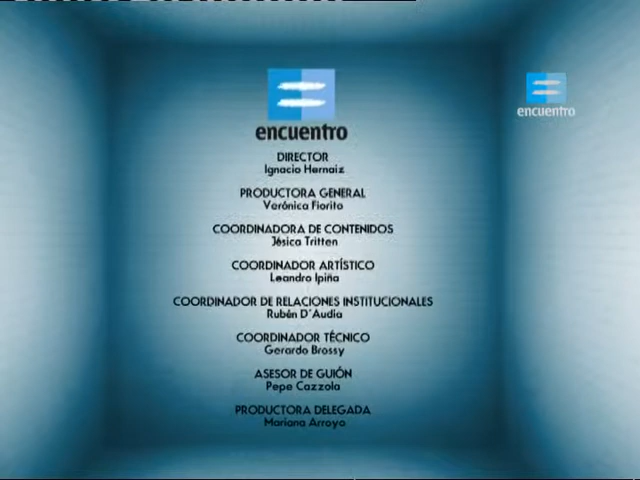 encuentro
encuentro
DIRECTOR
Ignacio Hernaiz
PRODUCTORA GENERAL
Verónica Fiorito
COORDINADORA DE CONTENIDOS
Jésica Tritten
COORDINADOR ARTÍSTICO
Leandro Ipiña
COORDINADOR DE RELACIONES INSTITUCIONALES
Rubén D'Audia
COORDINADOR TÉCNICO
Gerardo Brossy
ASESOR DE GUIÓN
Pepe Cazzola
PRODUCTORA DELEGADA
Mariana Arroyo